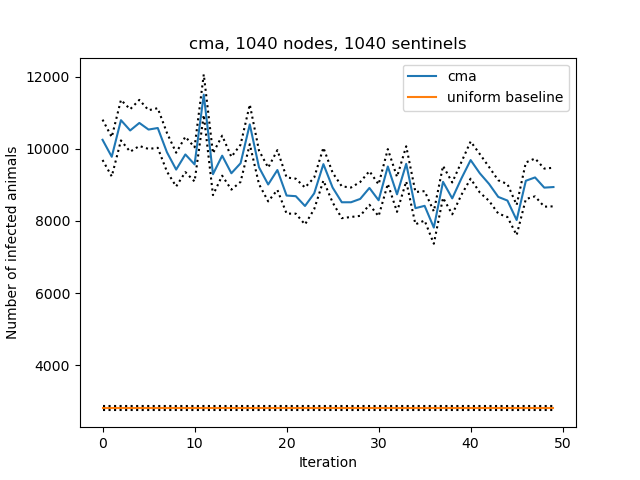 cma, 1040 nodes, 1040 sentinels
cma
uniform baseline
Number of infected animals
12000
10000
8000
6000
4000
0 10 20 30 40 50
Iteration